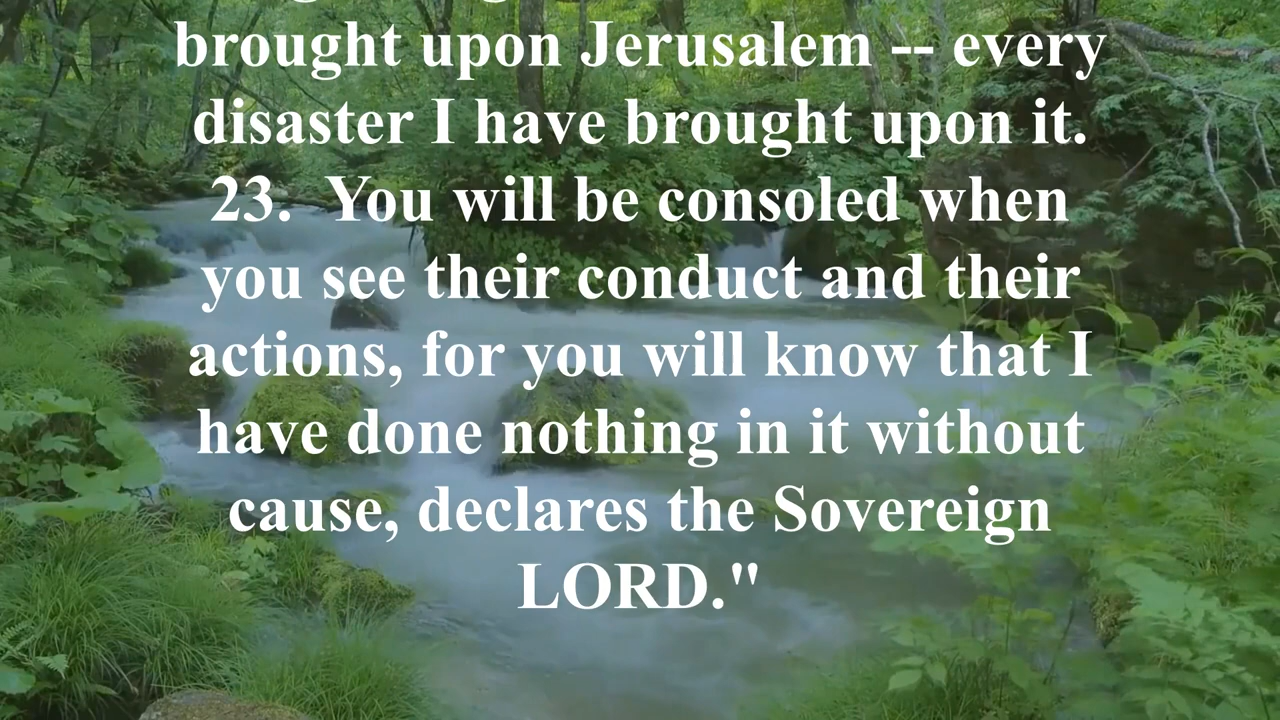 brought upon Jerusalem -- every
disaster I have brought upon it.
23.  You will be consoled when
you see their conduct and their
actions, for you will know that I
have done nothing in it without
cause, declares the Sovereign
LORD."